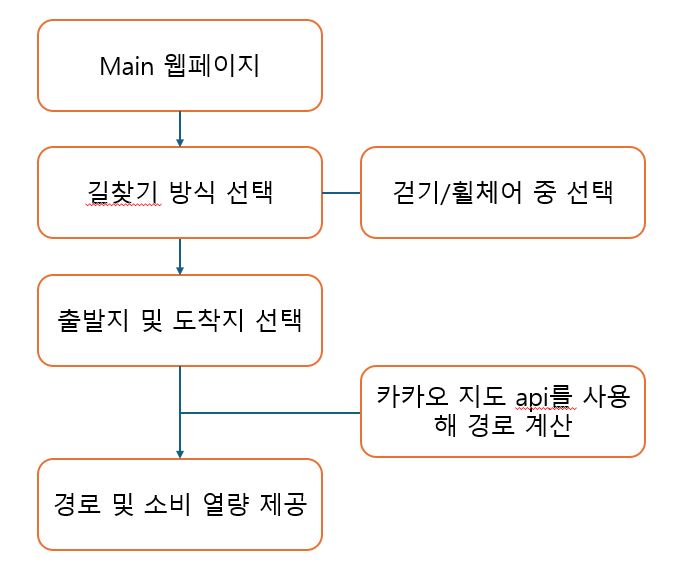 Main 웹페이지
길찾기 방식 선택
걷기/휠체어 중 선택
출발지 및 도착지 선택
카카오 지도 api를 사용
해 경로 계산
경로 및 소비 열량 제공